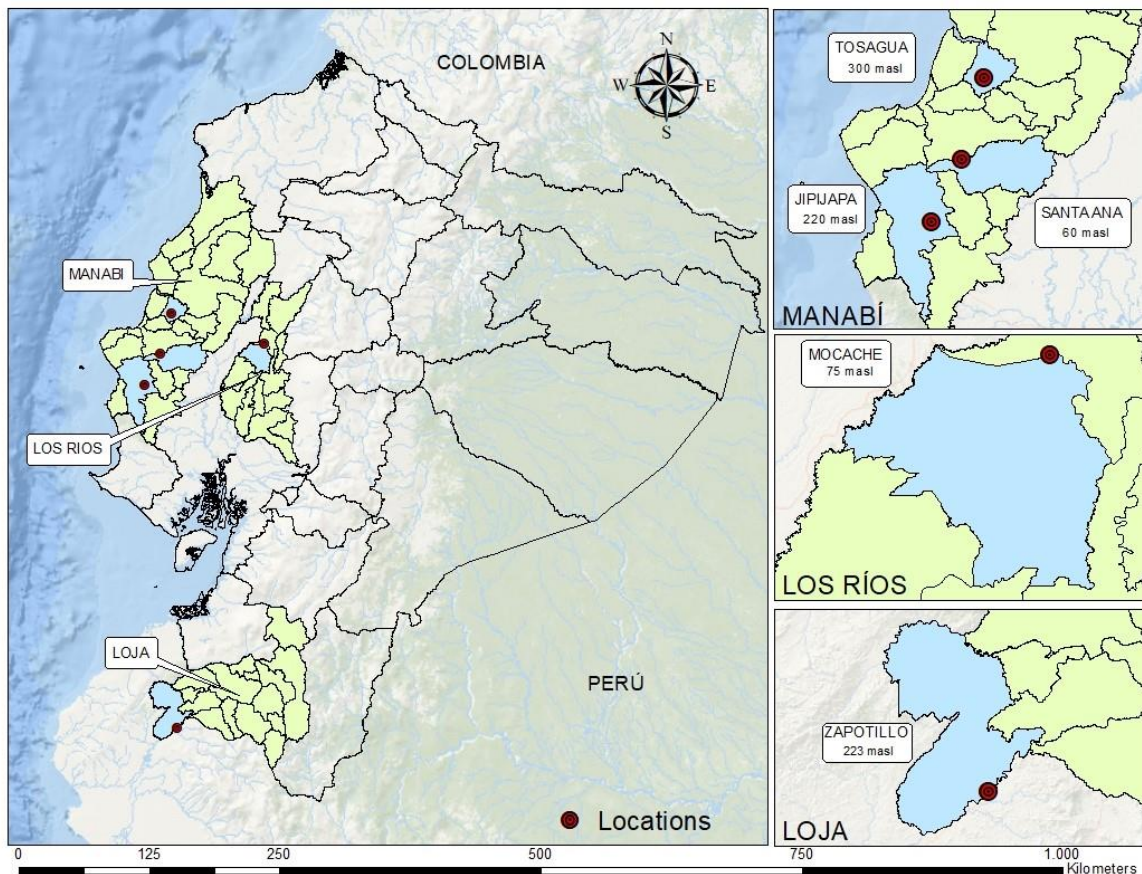 COLOMBIA
N
W
E
S
MANABI
LOS RIOS
LOJA
PERÚ
Locations
TOSAGUA
300 masl
JIPIJAPA
220 masl
SANTA ANA
60 masl
MANABÍ
MOCACHE
75 masl
LOS RÍOS
ZAPOTILLO
223 masl
LOJA
0 125 250 500 750 1.000
Kilometers